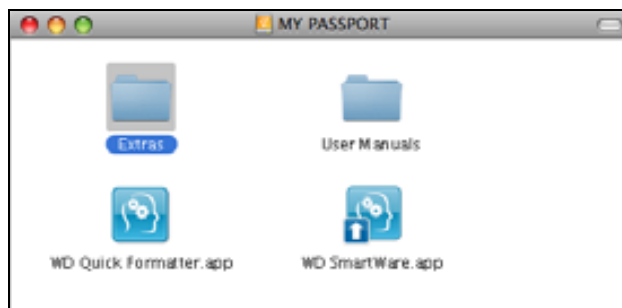 MY PASSPORT
Extras
User Manuals
WD Quick Formatter.app
WD SmartWare.app